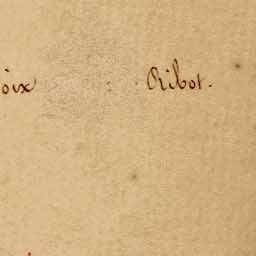 oix : . Ribot.